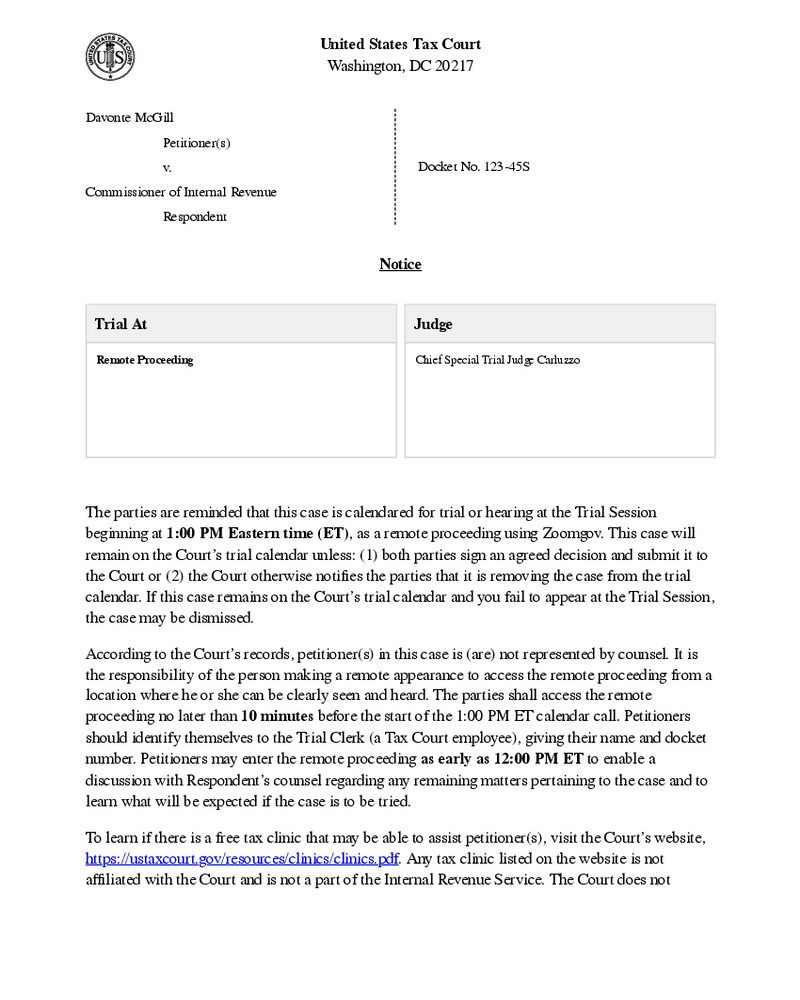 United States Tax Court
Washington, DC 20217
Davonte McGill
Petitioner(s)
v.
Commissioner of Internal Revenue
Respondent
Docket No. 123-45S
Notice
Trial At
Judge
Remote Proceeding
Chief Special Trial Judge Carluzzo
The parties are reminded that this case is calendared for trial or hearing at the Trial Session
beginning at 1:00 PM Eastern time (ET), as a remote proceeding using Zoomgov. This case will
remain on the Court's trial calendar unless: (1) both parties sign an agreed decision and submit it to
the Court or (2) the Court otherwise notifies the parties that it is removing the case from the trial
calendar. If this case remains on the Court's trial calendar and you fail to appear at the Trial Session,
the case may be dismissed.
According to the Court's records, petitioner(s) in this case is (are) not represented by counsel. It is
the responsibility of the person making a remote appearance to access the remote proceeding from a
location where he or she can be clearly seen and heard. The parties shall access the remote
proceeding no later than 10 minutes before the start of the 1:00 PM ET calendar call. Petitioners
should identify themselves to the Trial Clerk (a Tax Court employee), giving their name and docket
number. Petitioners may enter the remote proceeding as early as 12:00 PM ET to enable a
discussion with Respondent's counsel regarding any remaining matters pertaining to the case and to
learn what will be expected if the case is to be tried.
To learn if there is a free tax clinic that may be able to assist petitioner(s), visit the Court's website,
https://ustaxcourt.gov/resources/clinics/clinics.pdf. Any tax clinic listed on the website is not
affiliated with the Court and is not a part of the Internal Revenue Service. The Court does not